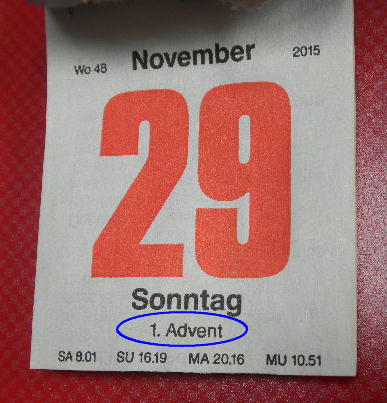 Wo 48 November 2015
29
Sonntag
1. Advent
SA 8.01 SU 16.19 MA 20.16 MU 10.51